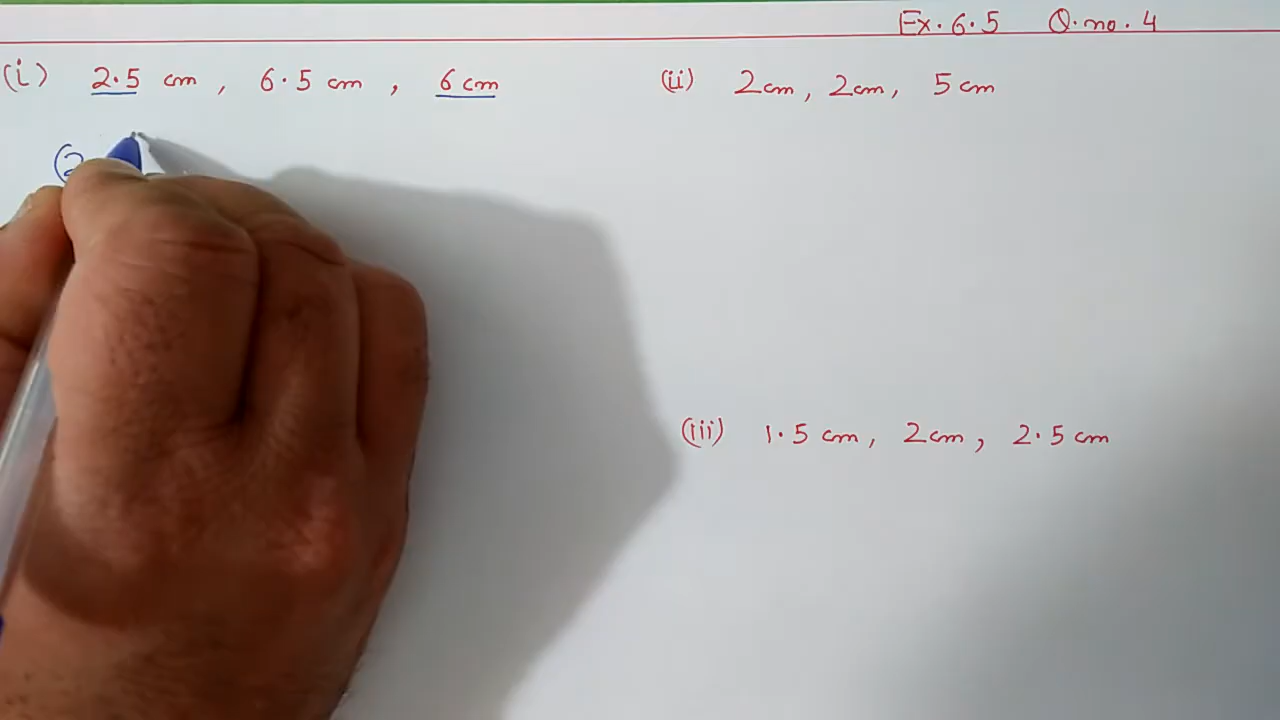 Ex. 6.5 Q. no. 4
(i) 2.5 cm , 6.5 cm , 6 cm
(ii) 2cm, 2cm, 5 cm
(2
(iii) 1.5 cm, 2cm, 2.5 cm